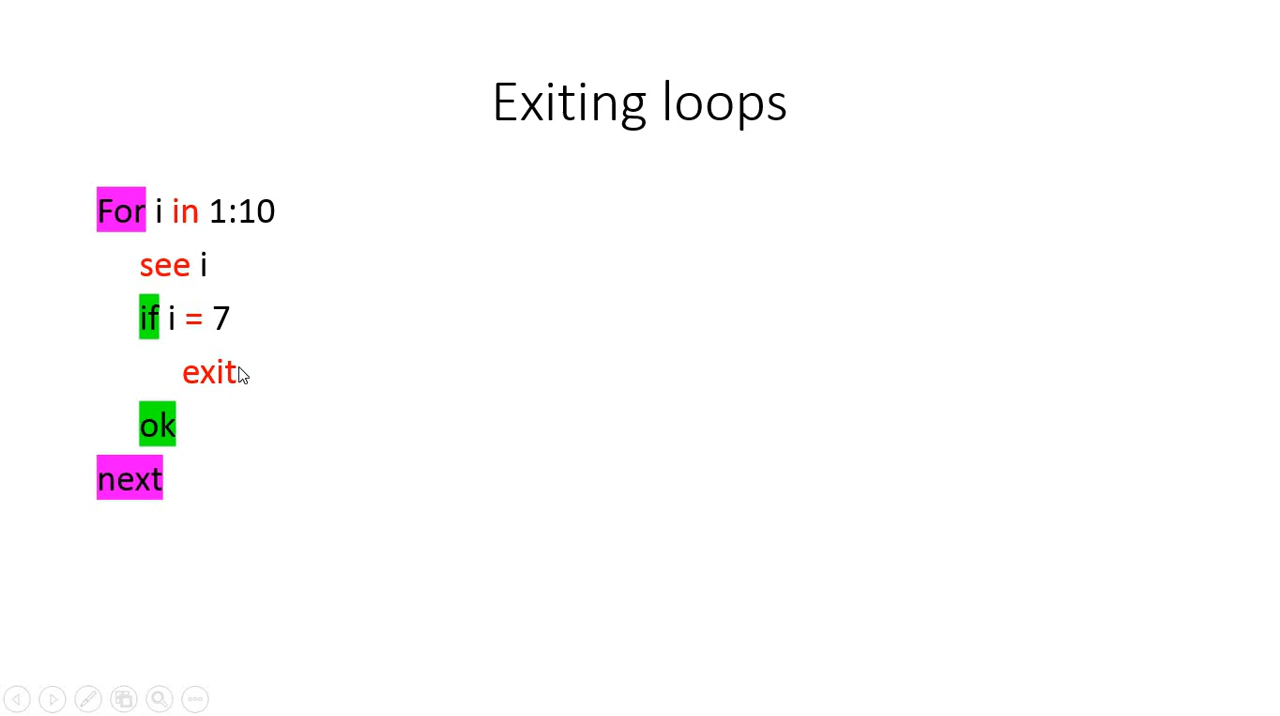 Exiting loops
For i in 1:10
see i
if i = 7
exit
ok
next